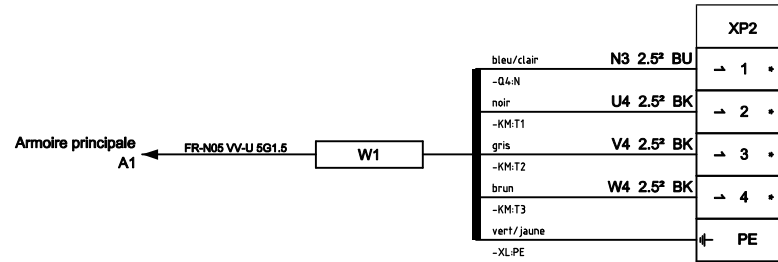 XP2
bleu/clair N3 2.5² BU 1 *
-Q4:N
noir U4 2.5² BK 2 *
-KM:T1
Armoire principale
A1
FR-N05 VV-U 5G1.5
W1
gris V4 2.5² BK 3 *
-KM:T2
brun W4 2.5² BK 4 *
-KM:T3
vert/jaune PE
-XL:PE